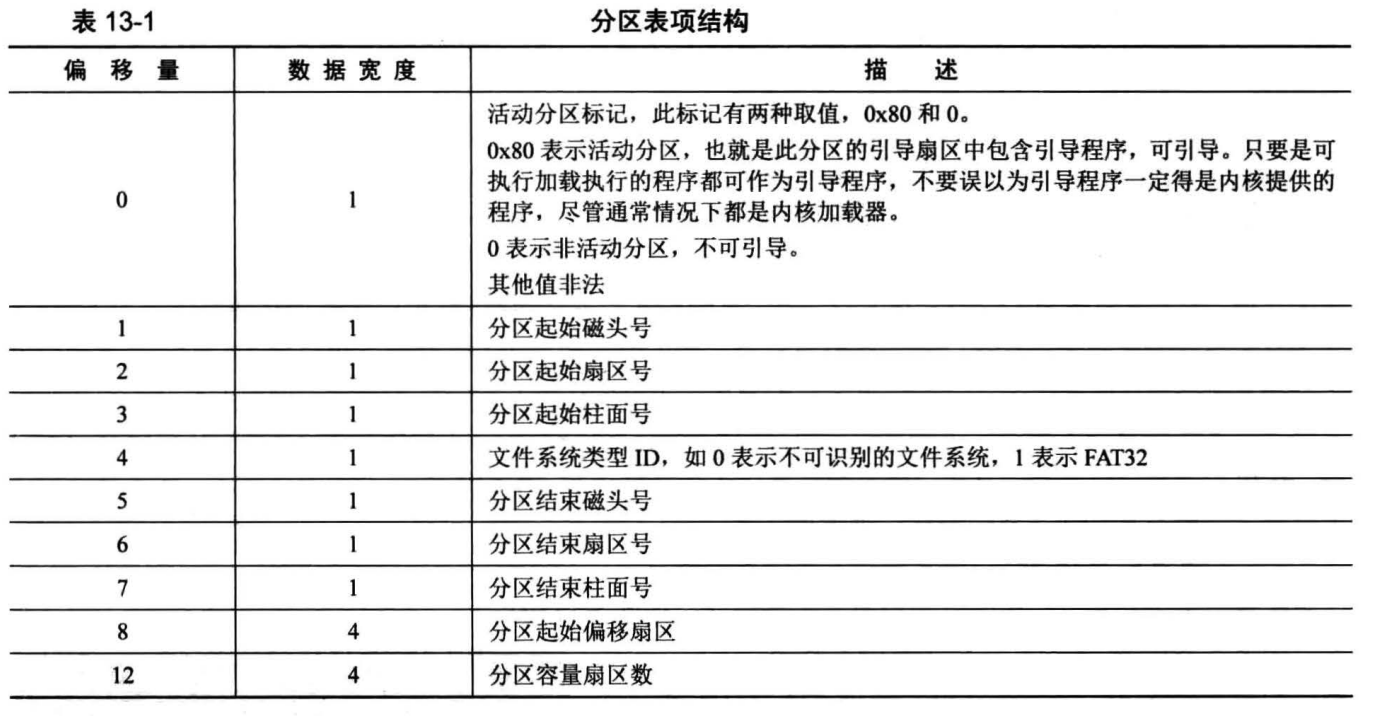 表 13-1 分区表项结构
偏 移 量 数 据 宽 度 描 述
0 1 活动分区标记，此标记有两种取值，0x80 和 0。
0x80 表示活动分区，也就是此分区的引导扇区中包含引导程序，可引导。只要是可
执行加载执行的程序都可作为引导程序，不要误以为引导程序一定得是内核提供的
程序，尽管通常情况下都是内核加载器。
0 表示非活动分区，不可引导。
其他值非法
1 1 分区起始磁头号
2 1 分区起始扇区号
3 1 分区起始柱面号
4 1 文件系统类型 ID，如 0 表示不可识别的文件系统，1 表示 FAT32
5 1 分区结束磁头号
6 1 分区结束扇区号
7 1 分区结束柱面号
8 4 分区起始偏移扇区
12 4 分区容量扇区数